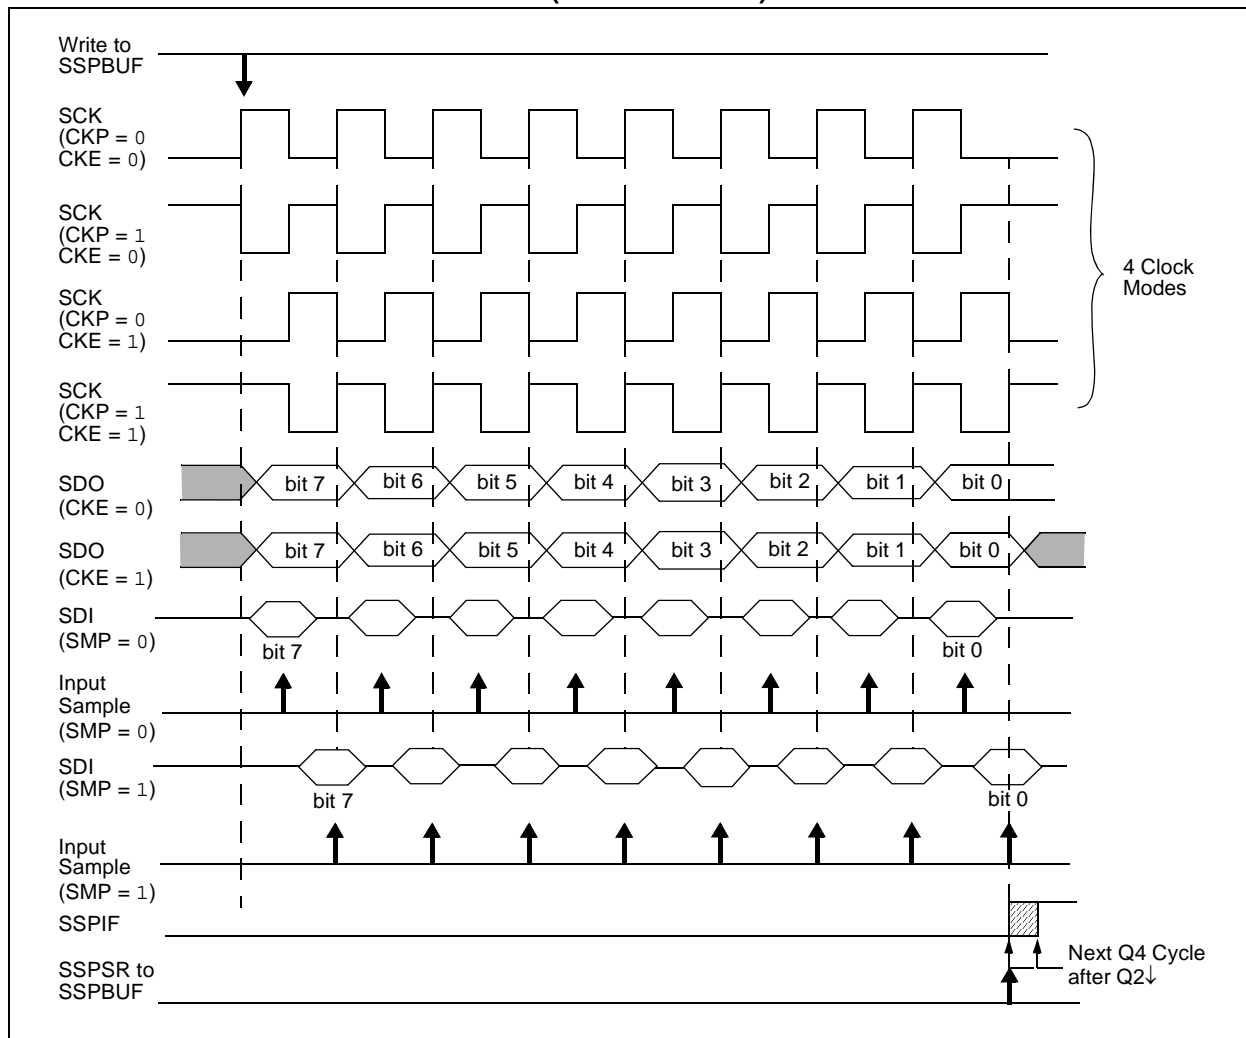 Write to
SSPBUF
SCK
(CKP = 0
CKE = 0)
SCK
(CKP = 1
CKE = 0)
SCK
(CKP = 0
CKE = 1)
SCK
(CKP = 1
CKE = 1)
4 Clock
Modes
SDO
(CKE = 0)
bit 7 bit 6 bit 5 bit 4 bit 3 bit 2 bit 1 bit 0
SDO
(CKE = 1)
bit 7 bit 6 bit 5 bit 4 bit 3 bit 2 bit 1 bit 0
SDI
(SMP = 0)
bit 7 bit 0
Input
Sample
(SMP = 0)
SDI
(SMP = 1)
bit 7 bit 0
Input
Sample
(SMP = 1)
SSPIF
Next Q4 Cycle
after Q2↓
SSPSR to
SSPBUF